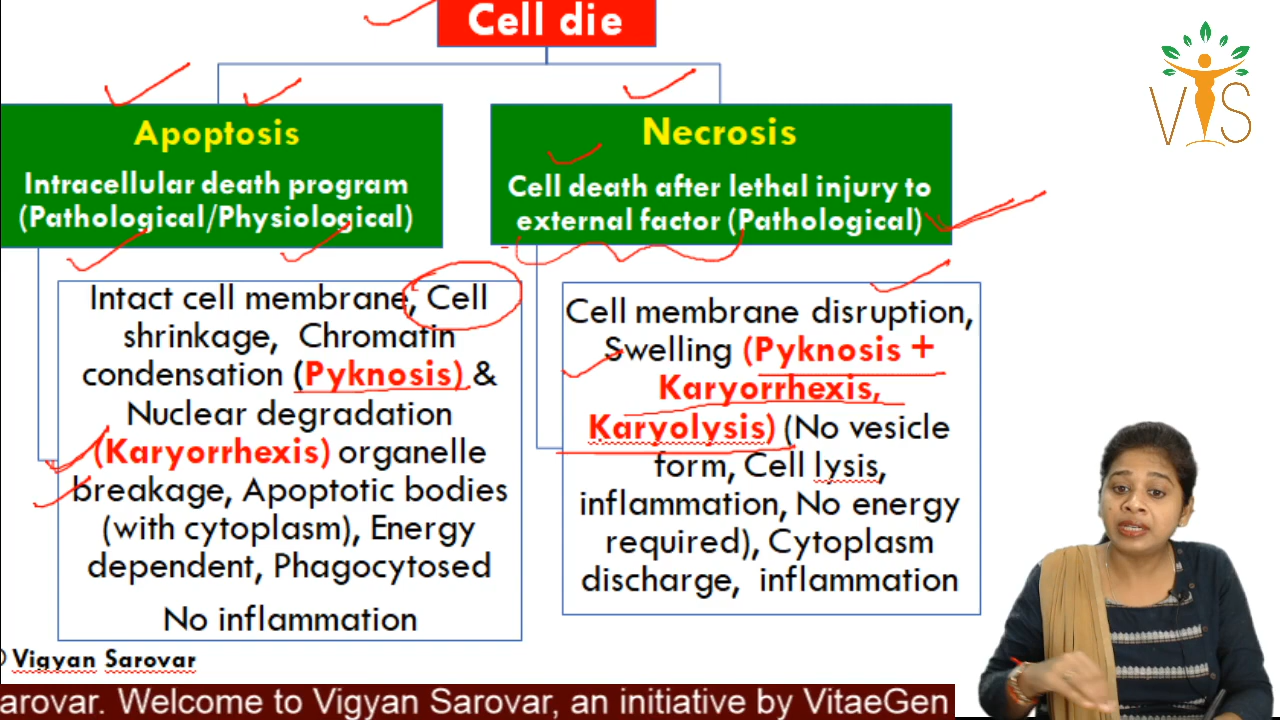 Cell die
Apoptosis
Intracellular death program
(Pathological/Physiological)
Intact cell membrane, Cell
shrinkage, Chromatin
condensation (Pyknosis) &
Nuclear degradation
(Karyorrhexis) organelle
breakage, Apoptotic bodies
(with cytoplasm), Energy
dependent, Phagocytosed
No inflammation
Necrosis
Cell death after lethal injury to
external factor (Pathological)
Cell membrane disruption,
Swelling (Pyknosis +
Karyorrhexis,
Karyolysis) (No vesicle
form, Cell lysis,
inflammation, No energy
required), Cytoplasm
discharge, inflammation
VIS
Vigyan Sarovar
arovar. Welcome to Vigyan Sarovar, an initiative by VitaeGen